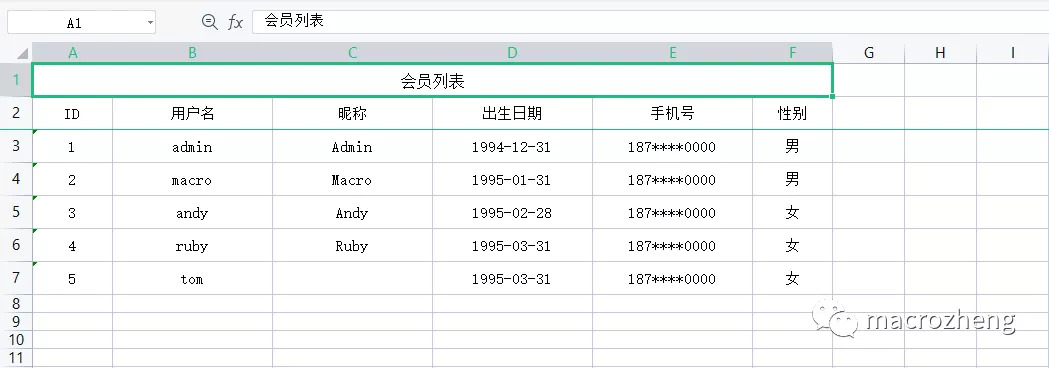 A1 fx 会员列表
A B C D E F G H I
1 会员列表
2 ID 用户名 昵称 出生日期 手机号 性别
3 1 admin Admin 1994-12-31 187****0000 男
4 2 macro Macro 1995-01-31 187****0000 男
5 3 andy Andy 1995-02-28 187****0000 女
6 4 ruby Ruby 1995-03-31 187****0000 女
7 5 tom 1995-03-31 187****0000 女
8
9
10
11
macrozheng